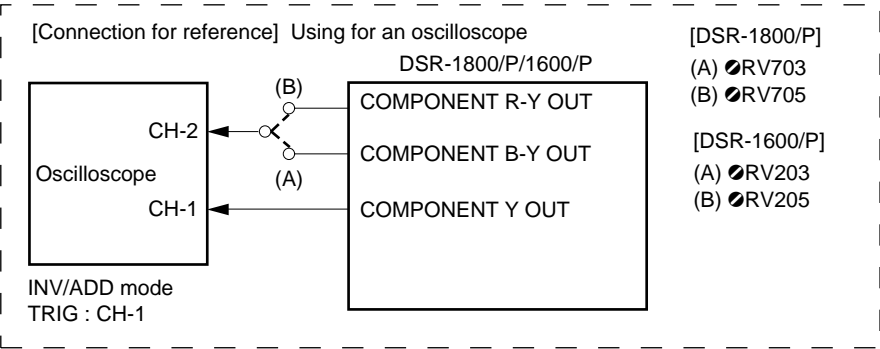 [Connection for reference] Using for an oscilloscope
DSR-1800/P/1600/P
(B)
COMPONENT R-Y OUT
CH-2
COMPONENT B-Y OUT
(A)
Oscilloscope
CH-1
COMPONENT Y OUT
INV/ADD mode
TRIG : CH-1
[DSR-1800/P]
(A) RV703
(B) RV705
[DSR-1600/P]
(A) RV203
(B) RV205